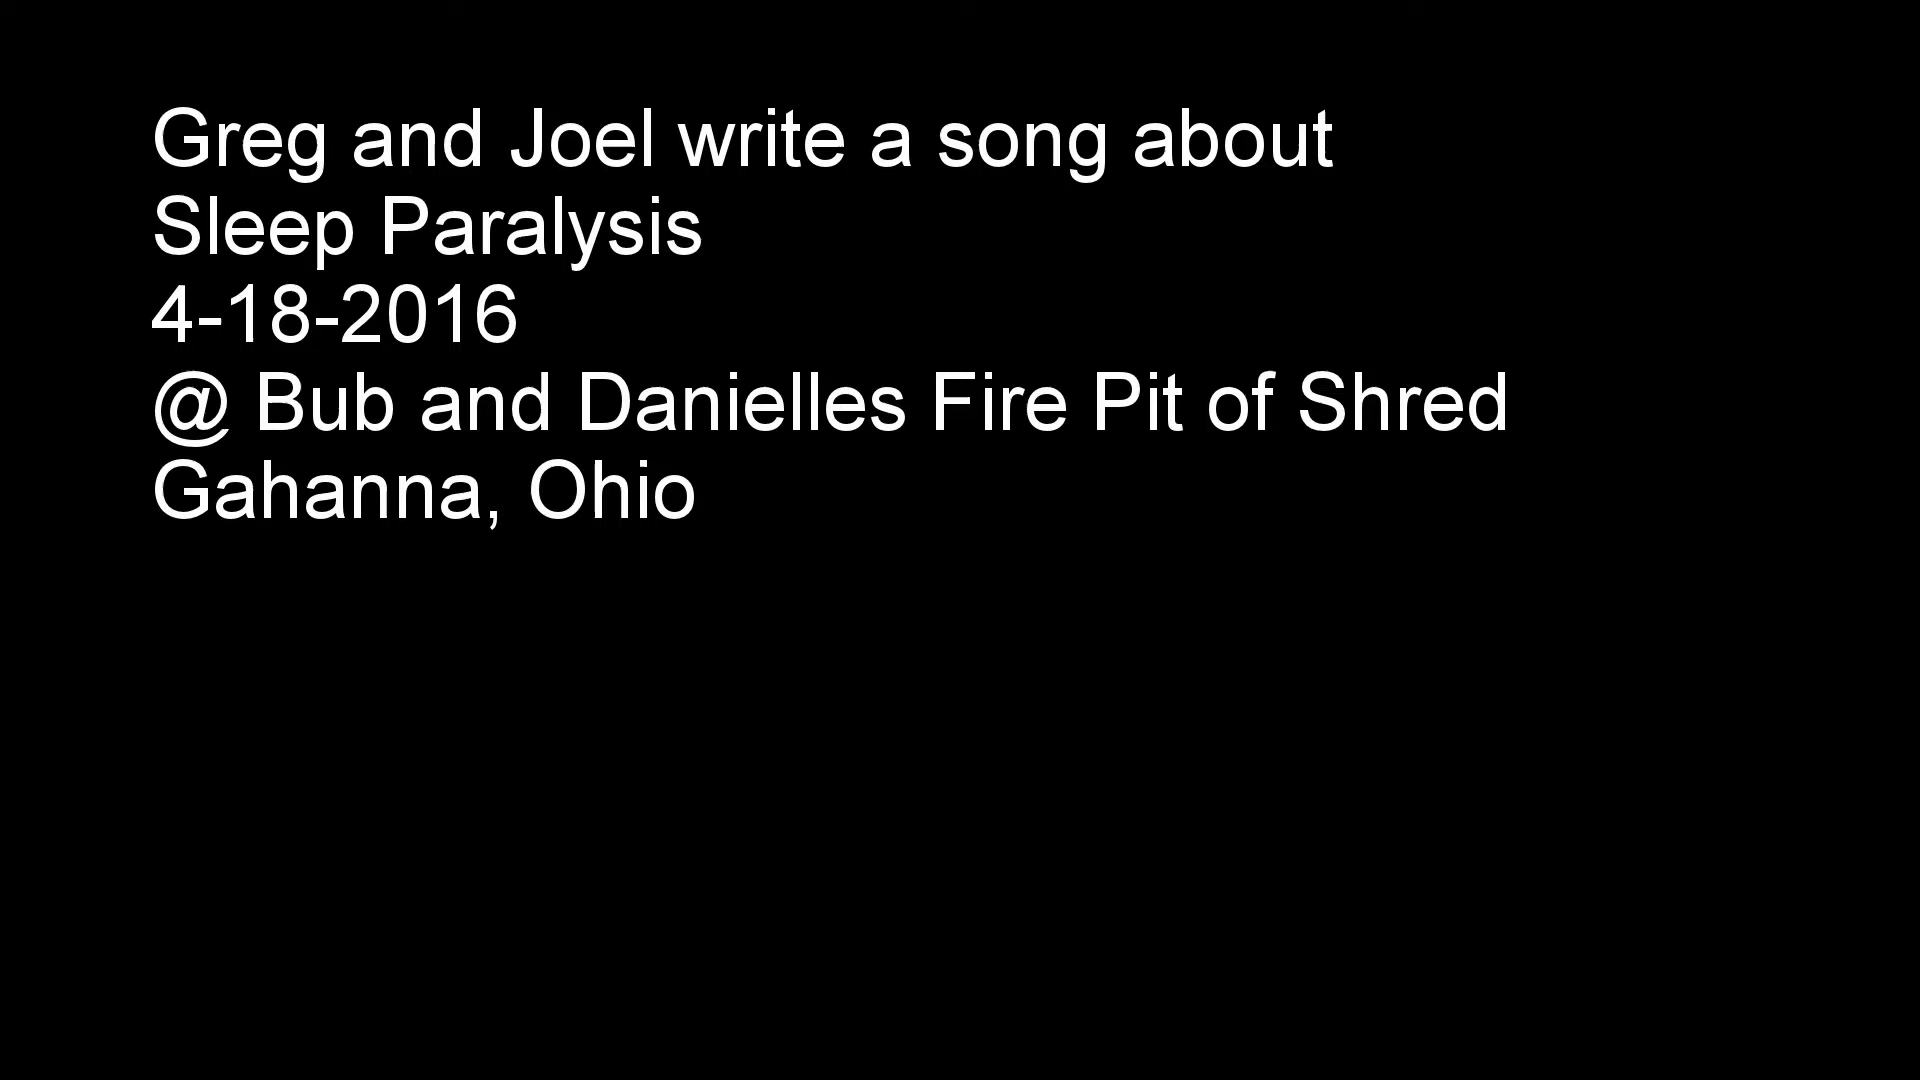 Greg and Joel write a song about
Sleep Paralysis
4-18-2016
@ Bub and Danielles Fire Pit of Shred
Gahanna, Ohio